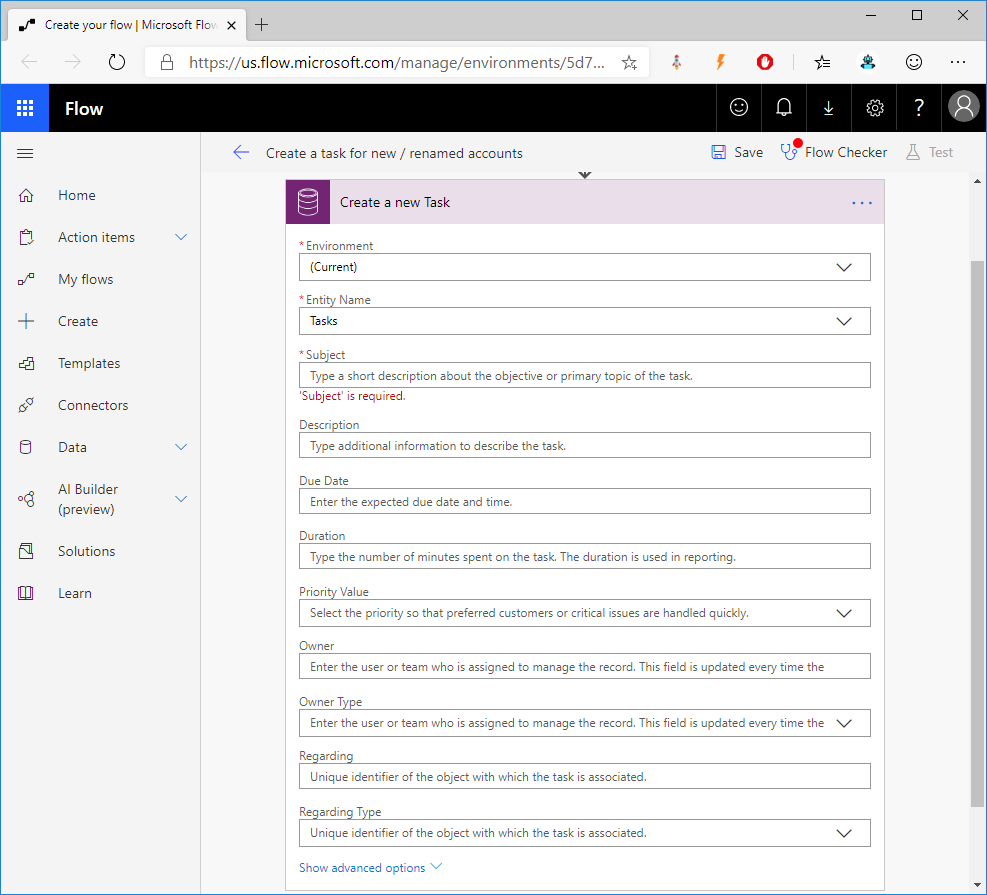 Create your flow | Microsoft Flow
https://us.flow.microsoft.com/manage/environments/5d7...
Flow
?
Create a task for new / renamed accounts
Save
Flow Checker
Test
Home
Action items
My flows
Create
Templates
Connectors
Data
AI Builder
(preview)
Solutions
Learn
Create a new Task
* Environment
(Current)
* Entity Name
Tasks
* Subject
Type a short description about the objective or primary topic of the task.
'Subject' is required.
Description
Type additional information to describe the task.
Due Date
Enter the expected due date and time.
Duration
Type the number of minutes spent on the task. The duration is used in reporting.
Priority Value
Select the priority so that preferred customers or critical issues are handled quickly.
Owner
Enter the user or team who is assigned to manage the record. This field is updated every time the
Owner Type
Enter the user or team who is assigned to manage the record. This field is updated every time the
Regarding
Unique identifier of the object with which the task is associated.
Regarding Type
Unique identifier of the object with which the task is associated.
Show advanced options